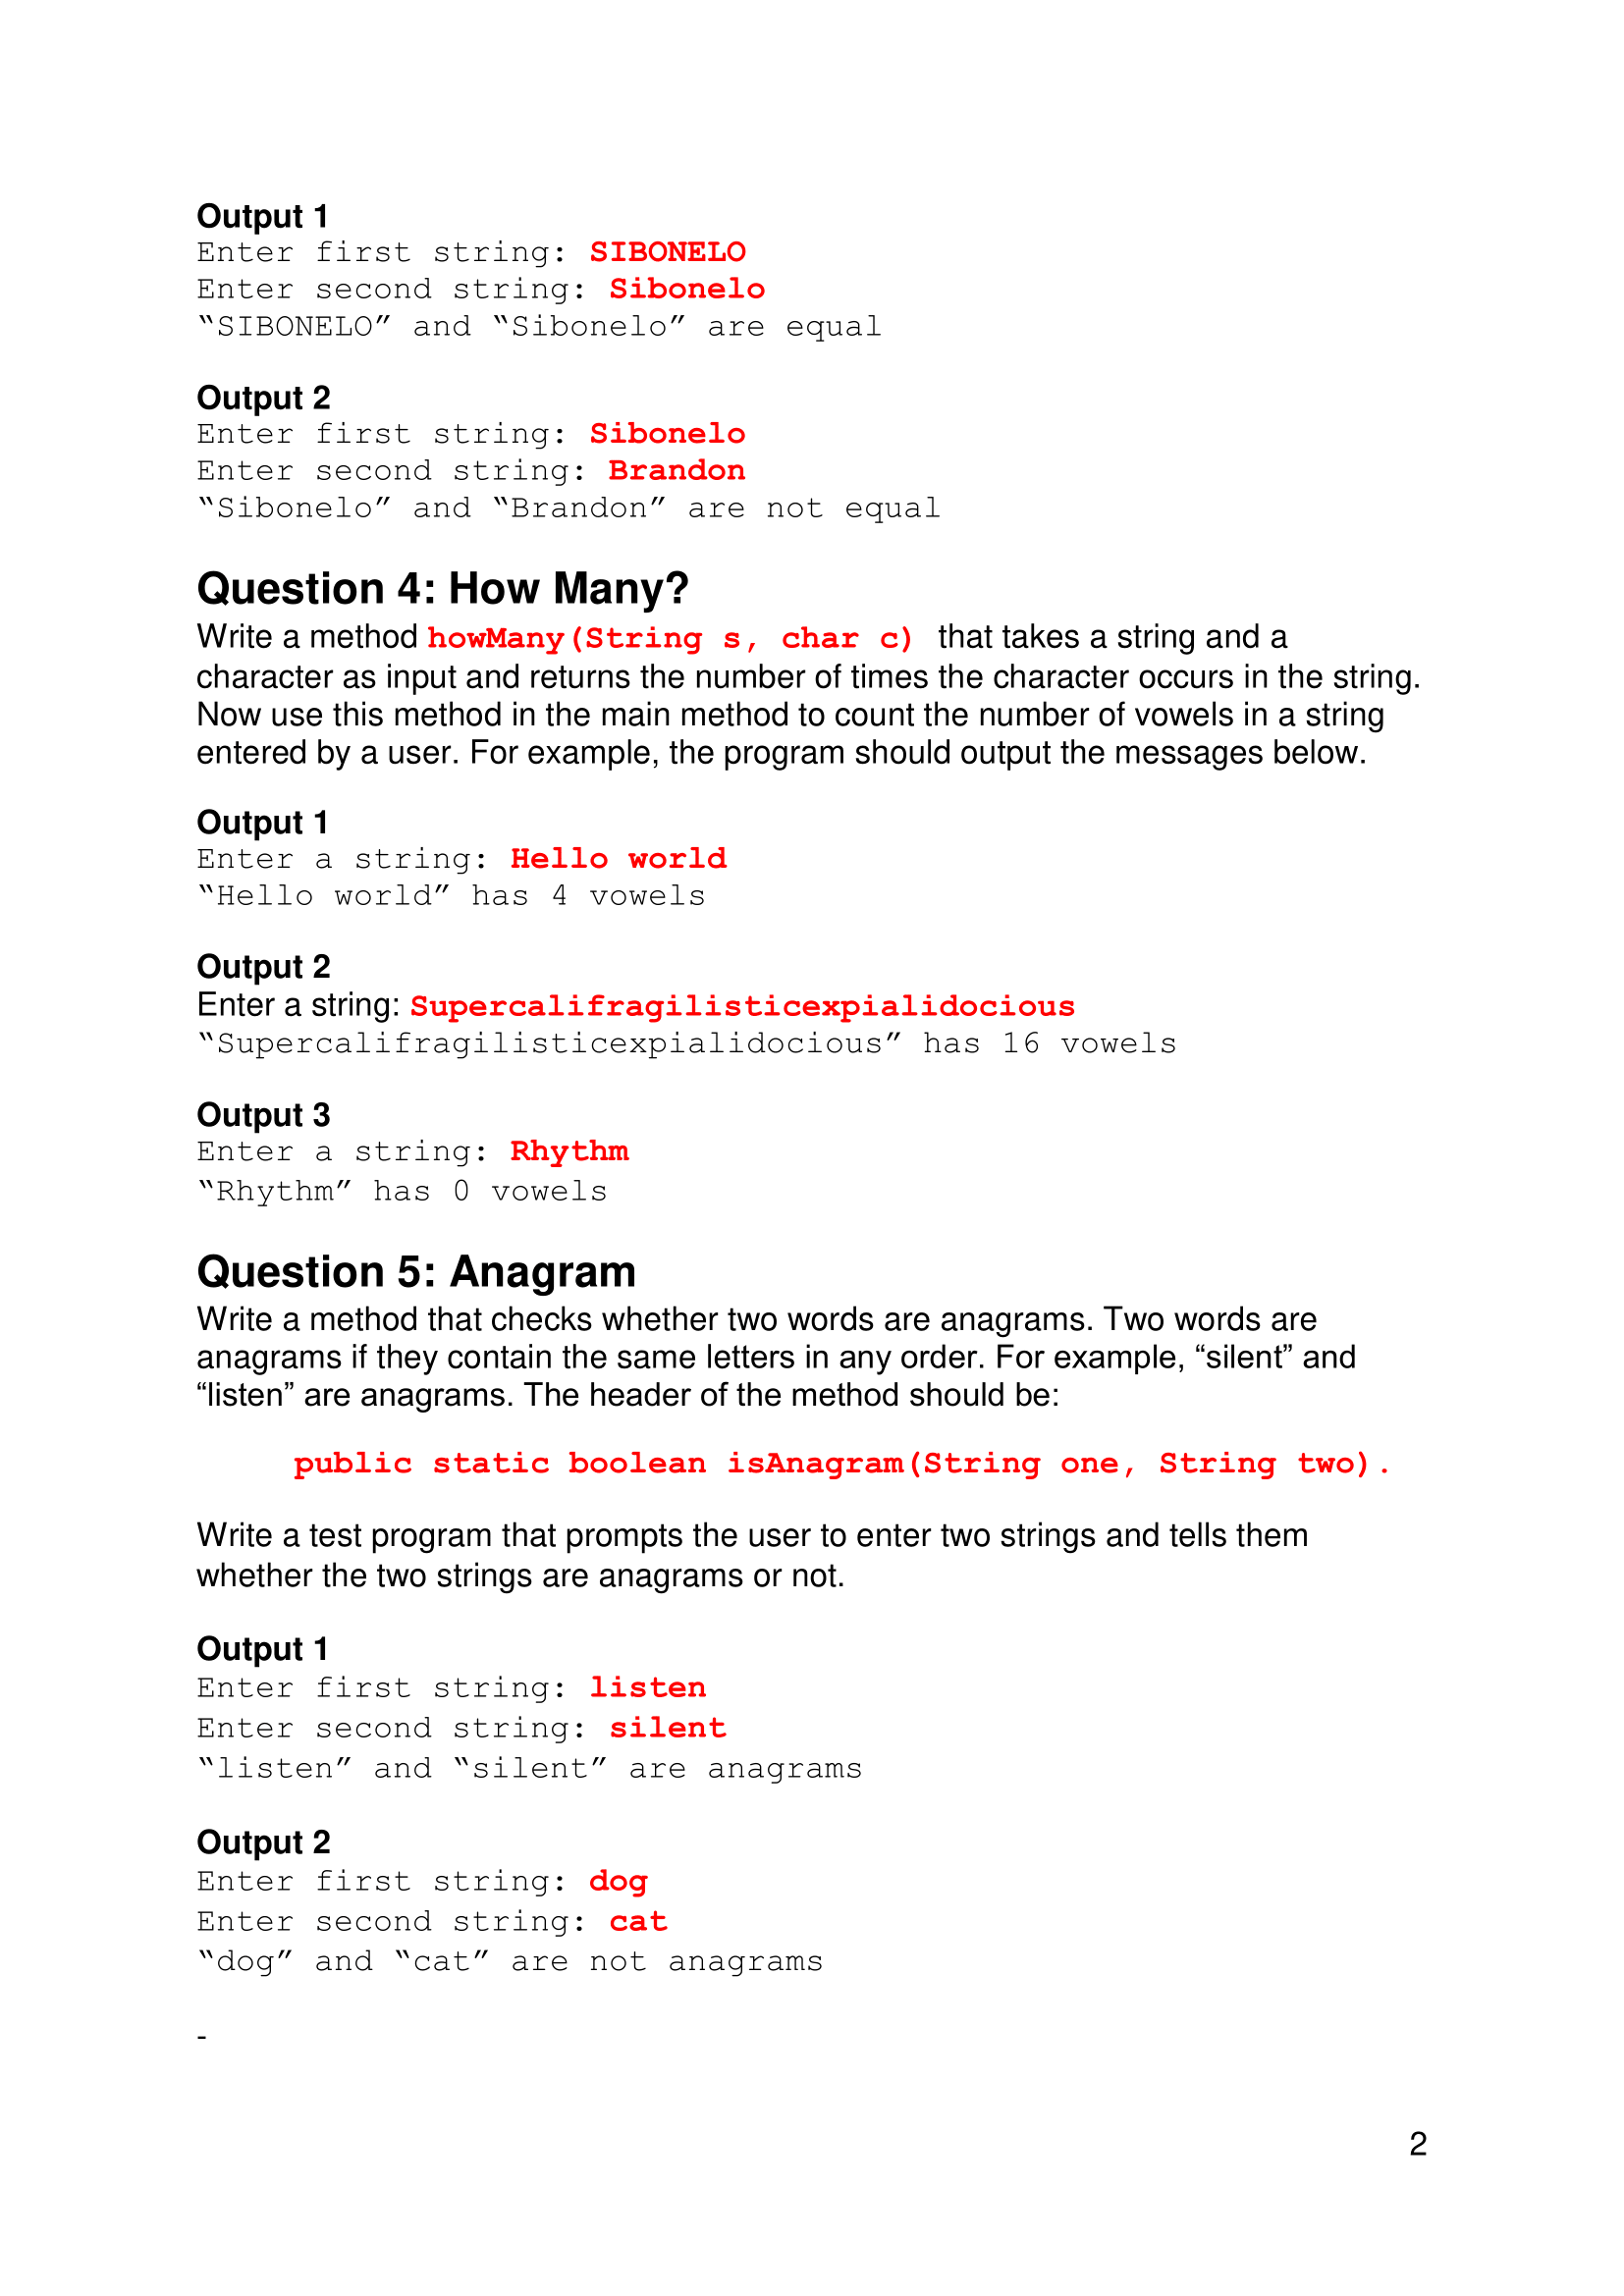 Output 1
Enter first string: SIBONELO
Enter second string: Sibonelo
“SIBONELO” and “Sibonelo” are equal
Output 2
Enter first string: Sibonelo
Enter second string: Brandon
“Sibonelo” and “Brandon” are not equal
Question 4: How Many?
Write a method howMany(String s, char c) that takes a string and a
character as input and returns the number of times the character occurs in the string.
Now use this method in the main method to count the number of vowels in a string
entered by a user. For example, the program should output the messages below.
Output 1
Enter a string: Hello world
“Hello world” has 4 vowels
Output 2
Enter a string: Supercalifragilisticexpialidocious
“Supercalifragilisticexpialidocious” has 16 vowels
Output 3
Enter a string: Rhythm
“Rhythm” has 0 vowels
Question 5: Anagram
Write a method that checks whether two words are anagrams. Two words are
anagrams if they contain the same letters in any order. For example, “silent” and
“listen” are anagrams. The header of the method should be:
public static boolean isAnagram(String one, String two).
Write a test program that prompts the user to enter two strings and tells them
whether the two strings are anagrams or not.
Output 1
Enter first string: listen
Enter second string: silent
“listen” and “silent” are anagrams
Output 2
Enter first string: dog
Enter second string: cat
“dog” and “cat” are not anagrams
-
2